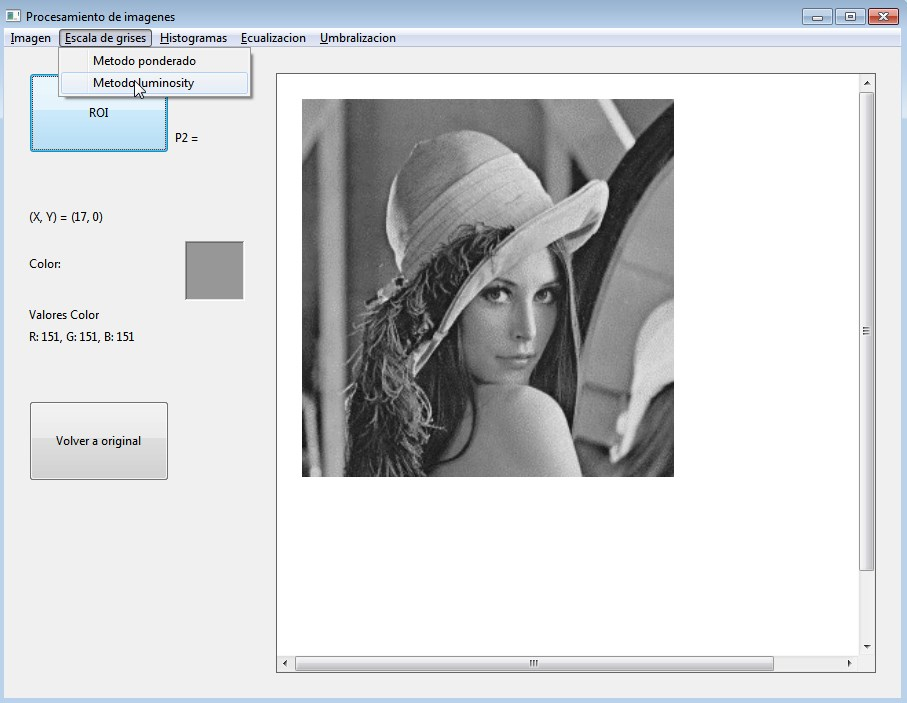 Procesamiento de imagenes
Imagen Escala de grises Histogramas Ecualizacion Umbralizacion
Metodo ponderado
Metodo luminosity
ROI
P2 =
(X, Y) = (17, 0)
Color:
Valores Color
R: 151, G: 151, B: 151
Volver a original